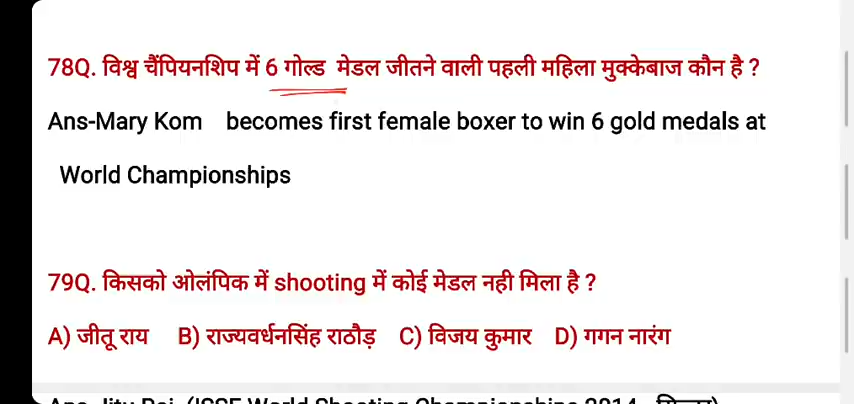 78Q. विश्व चैंपियनशिप में 6 गोल्ड मेडल जीतने वाली पहली महिला मुक्केबाज कौन है ?
Ans-Mary Kom becomes first female boxer to win 6 gold medals at
World Championships
79Q. किसको ओलंपिक में shooting में कोई मेडल नही मिला है ?
A) जीतू राय B) राज्यवर्धनसिंह राठौड़ C) विजय कुमार D) गगन नारंग